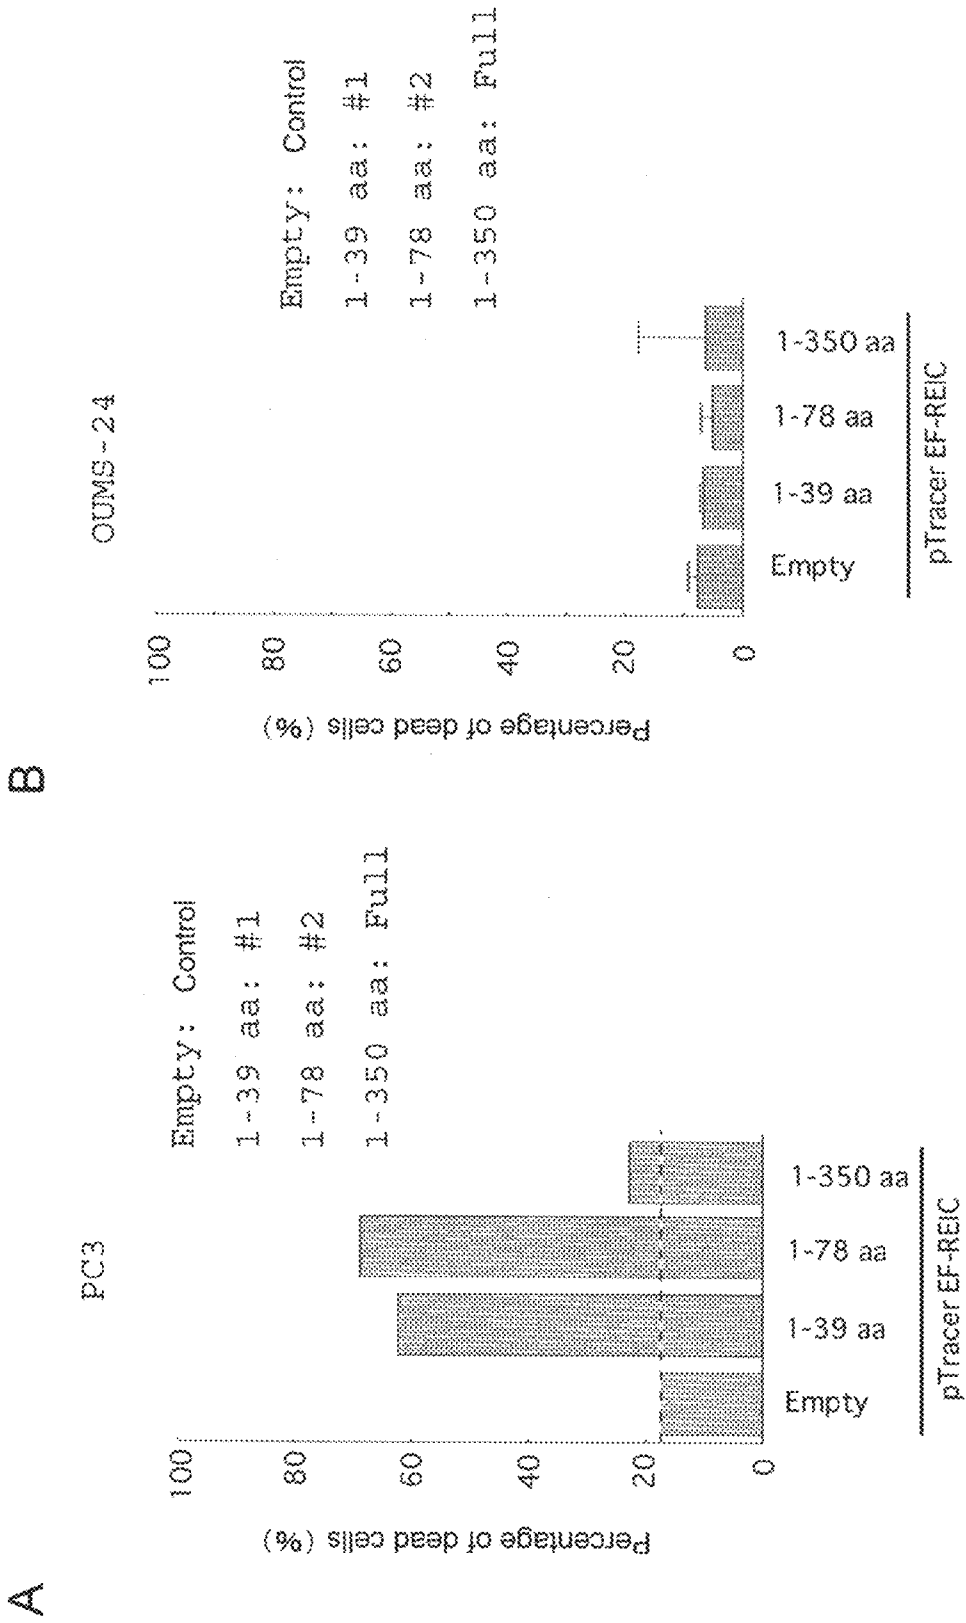 A
PC3
Percentage of dead cells (%)
100
80
60
40
20
0
Empty: Control
1-39 aa: #1
1-78 aa: #2
1-350 aa: Full
Empty
1-39 aa
1-78 aa
1-350 aa
pTracer EF-REIC
B
OUMS-24
Percentage of dead cells (%)
100
80
60
40
20
0
Empty: Control
1-39 aa: #1
1-78 aa: #2
1-350 aa: Full
Empty
1-39 aa
1-78 aa
1-350 aa
pTracer EF-REIC